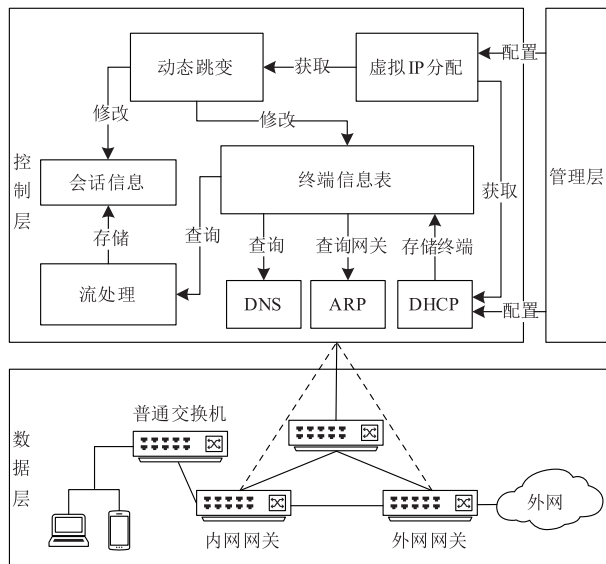 动态跳变
获取
虚拟IP分配
配置
修改
修改
控制层
会话信息
终端信息表
获取
管理层
存储
查询
查询
查询网关
存储终端
流处理
DNS
ARP
DHCP
配置
普通交换机
数据层
外网
内网网关
外网网关